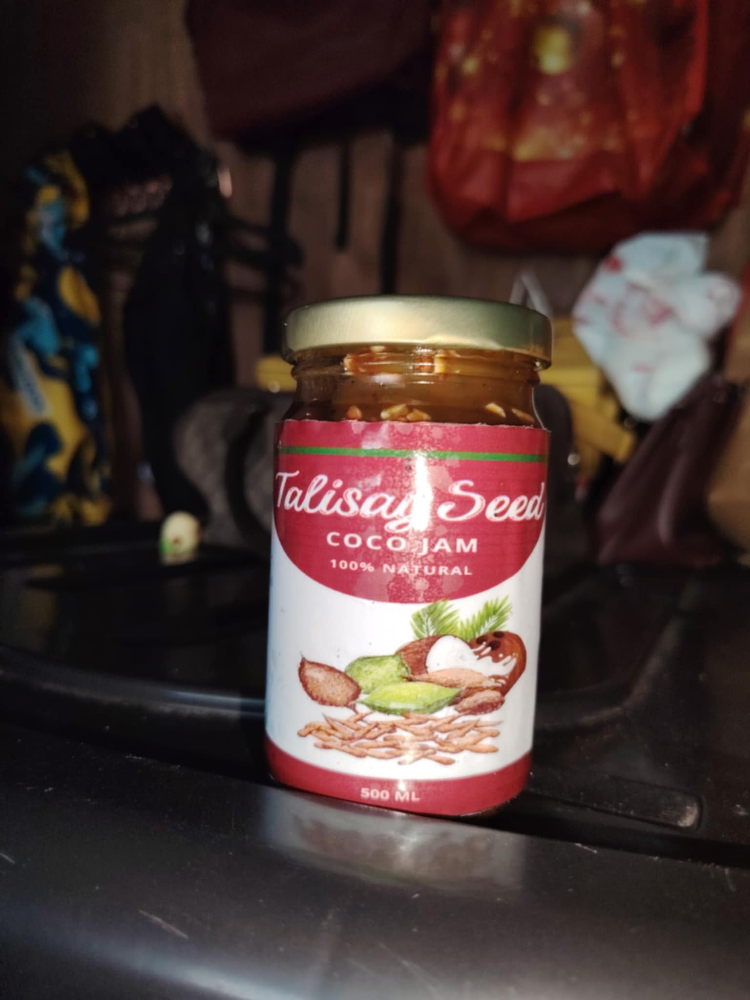 Talisay Seed
COCO JAM
100% NATURAL
500 ML